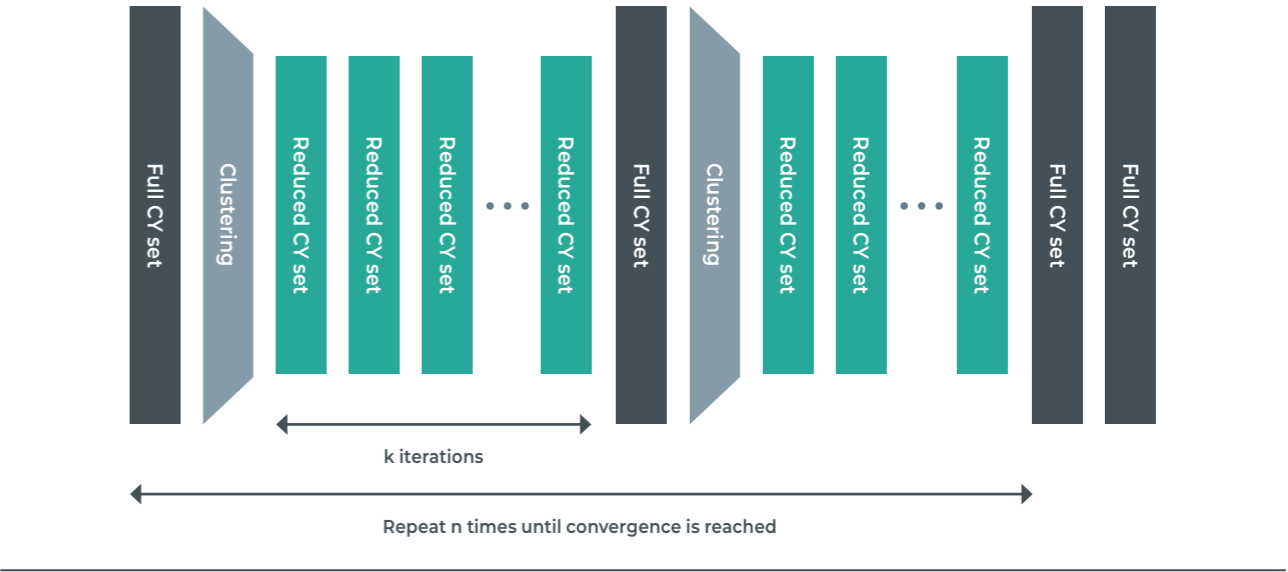 Full CY set
Clustering
Reduced CY set
Reduced CY set
Reduced CY set
Reduced CY set
Full CY set
Clustering
Reduced CY set
Reduced CY set
Reduced CY set
Full CY set
Full CY set
k iterations
Repeat n times until convergence is reached